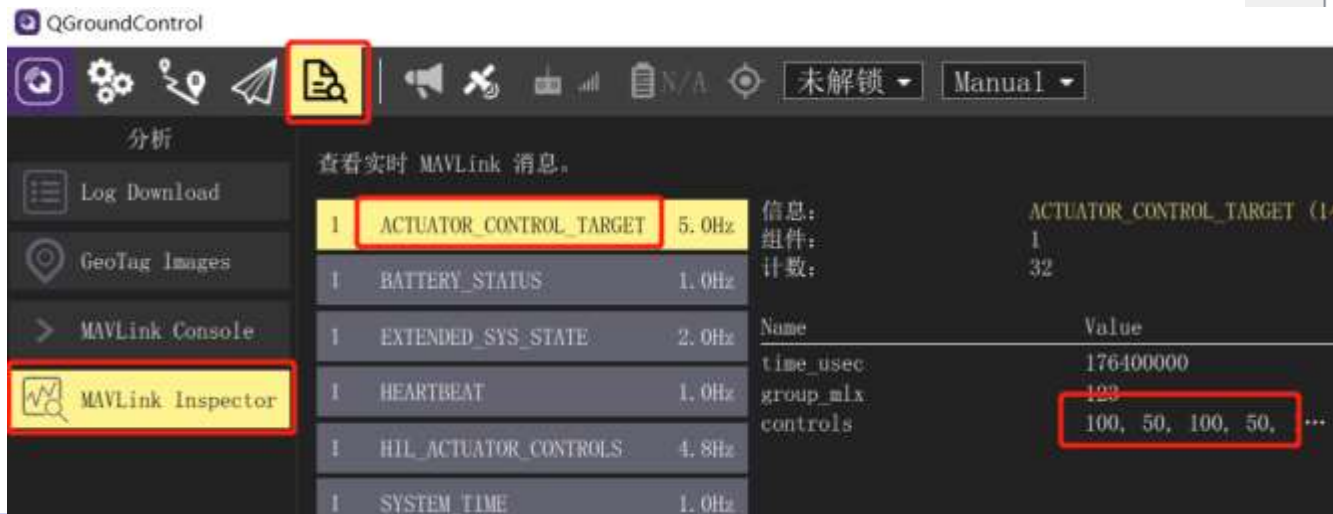 QGroundControl
N/A 未解锁 Manual
分析
Log Download
GeoTag Images
MAVLink Console
MAVLink Inspector
查看实时 MAVLink 消息。
1 ACTUATOR_CONTROL_TARGET 5.0Hz
1 BATTERY_STATUS 1.0Hz
1 EXTENDED_SYS_STATE 2.0Hz
1 HEARTBEAT 1.0Hz
1 HIL_ACTUATOR_CONTROLS 4.8Hz
1 SYSTEM_TIME 1.0Hz
信息: ACTUATOR_CONTROL_TARGET (14
组件: 1
计数: 32
Name Value
time_usec 176400000
group_mlx 123
controls 100, 50, 100, 50, ...